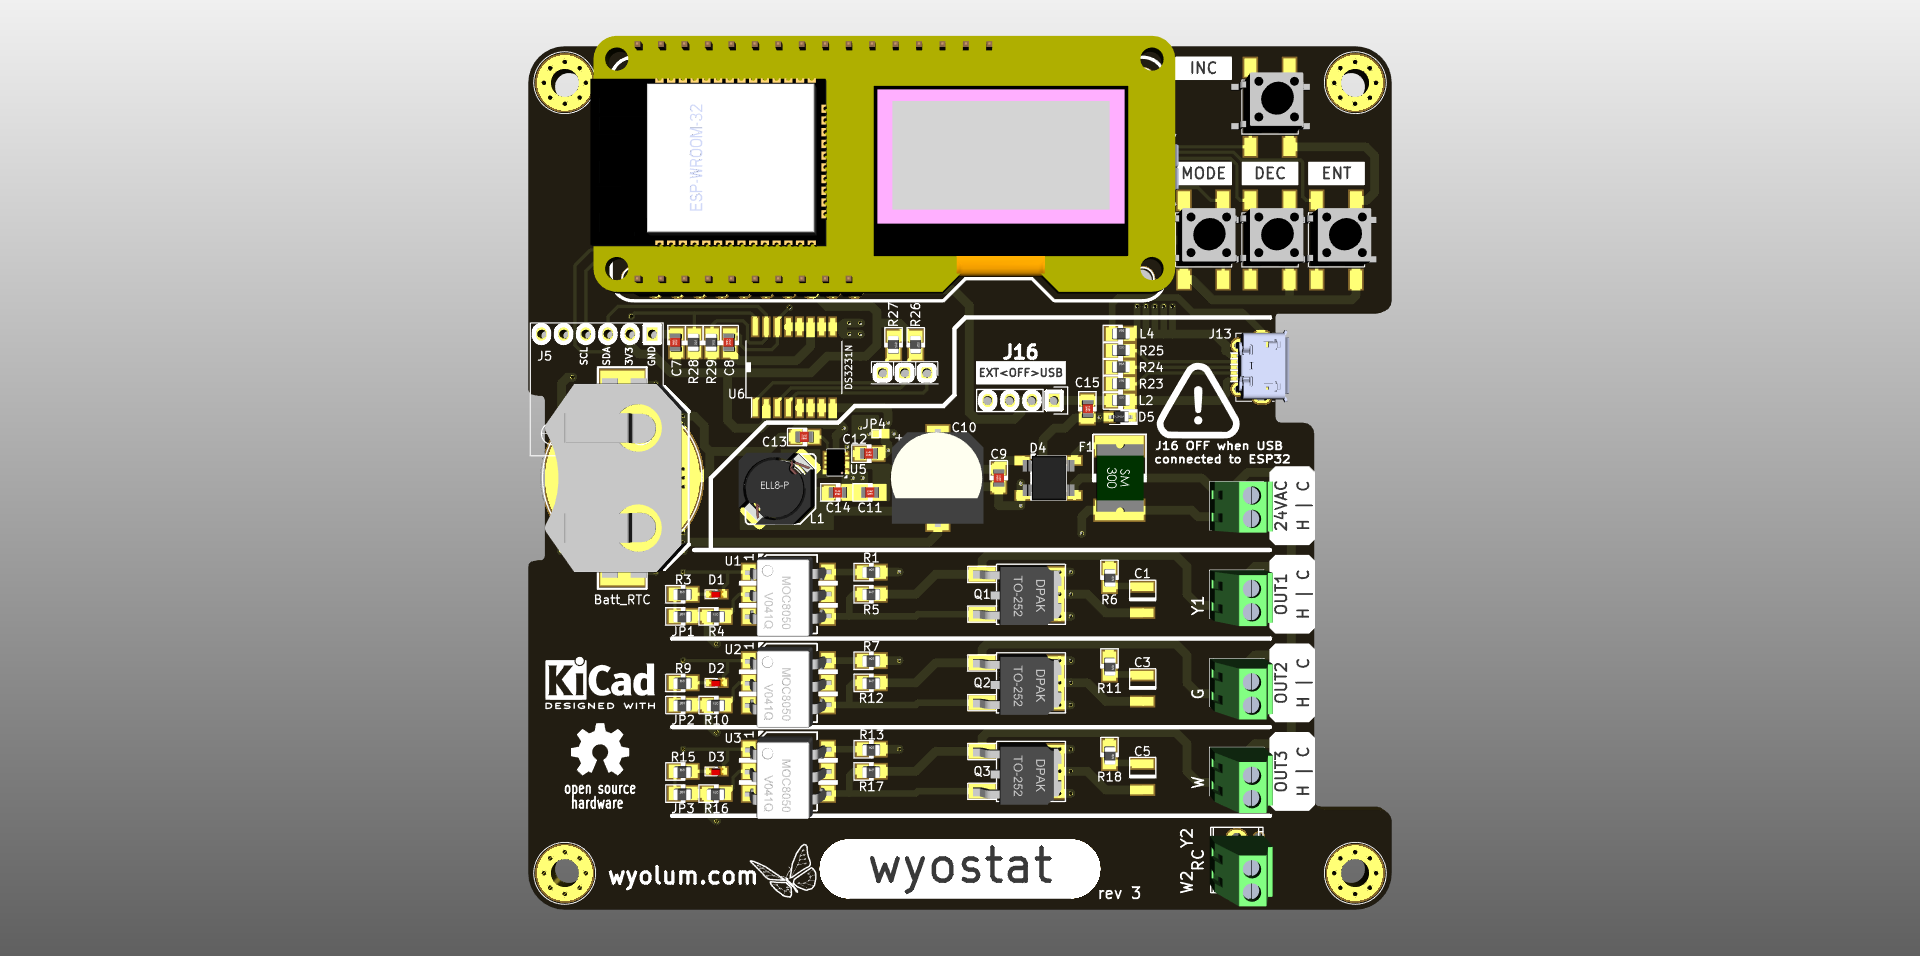 INC
ESP-WROOM-32
MODE DEC ENT
J5
SCL
SDA
3V3
GND
C7
R28
R29
C8
U6
DS3231N
R27
R26
J16
EXT<OFF>USB
C15
L4
R25
R24
R23
L2
D5
J13
!
J16 OFF when USB
connected to ESP32
C13
JP4
C12
+
U5
C10
C9
D4
F1
SM
300
ELL8-P
L1
C14
C11
24VAC
H | C
Batt_RTC
R3 D1
JP1 R4
U1
1
MOC8050
V041Q
R1
R5
Q1
DPAK
TO-252
R6
C1
Y1
OUT1
H | C
R9 D2
JP2 R10
U2
1
MOC8050
V041Q
R7
R12
Q2
DPAK
TO-252
R11
C3
G
OUT2
H | C
R15 D3
JP3 R16
U3
1
MOC8050
V041Q
R13
R17
Q3
DPAK
TO-252
R18
C5
W
OUT3
H | C
KiCad
DESIGNED WITH
open source
hardware
wyolum.com
wyostat
rev 3
W2 Y2
RC